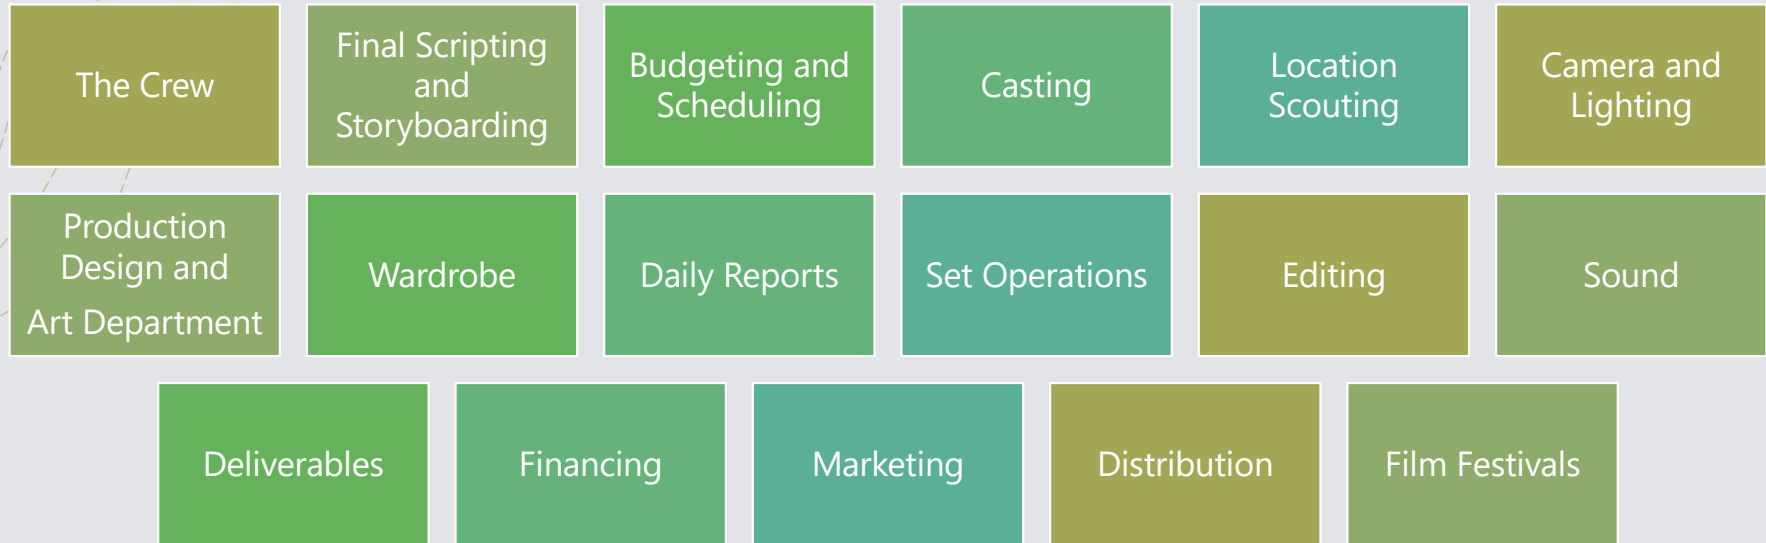 The Crew
Final Scripting
and
Storyboarding
Budgeting and
Scheduling
Casting
Location
Scouting
Camera and
Lighting
Production
Design and
Art Department
Wardrobe
Daily Reports
Set Operations
Editing
Sound
Deliverables
Financing
Marketing
Distribution
Film Festivals